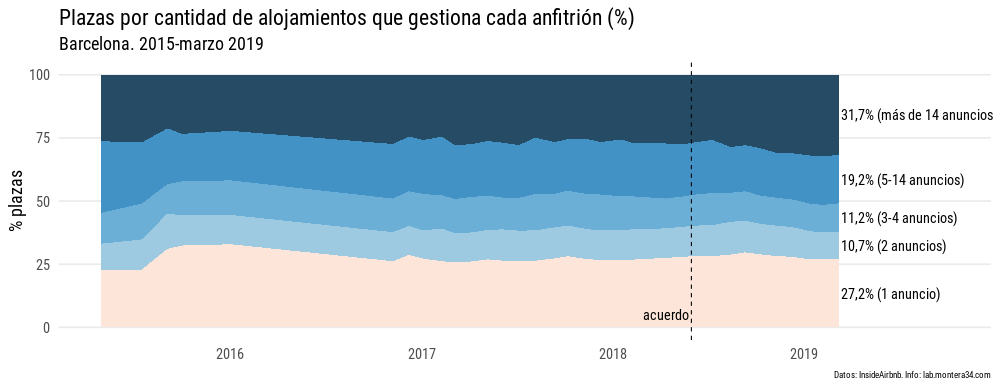 Plazas por cantidad de alojamientos que gestiona cada anfitrión (%)
Barcelona. 2015-marzo 2019
% plazas
100
75
50
25
0
31,7% (más de 14 anuncios
19,2% (5-14 anuncios)
11,2% (3-4 anuncios)
10,7% (2 anuncios)
27,2% (1 anuncio)
acuerdo
2016
2017
2018
2019
Datos: InsideAirbnb. Info: lab.montera34.com